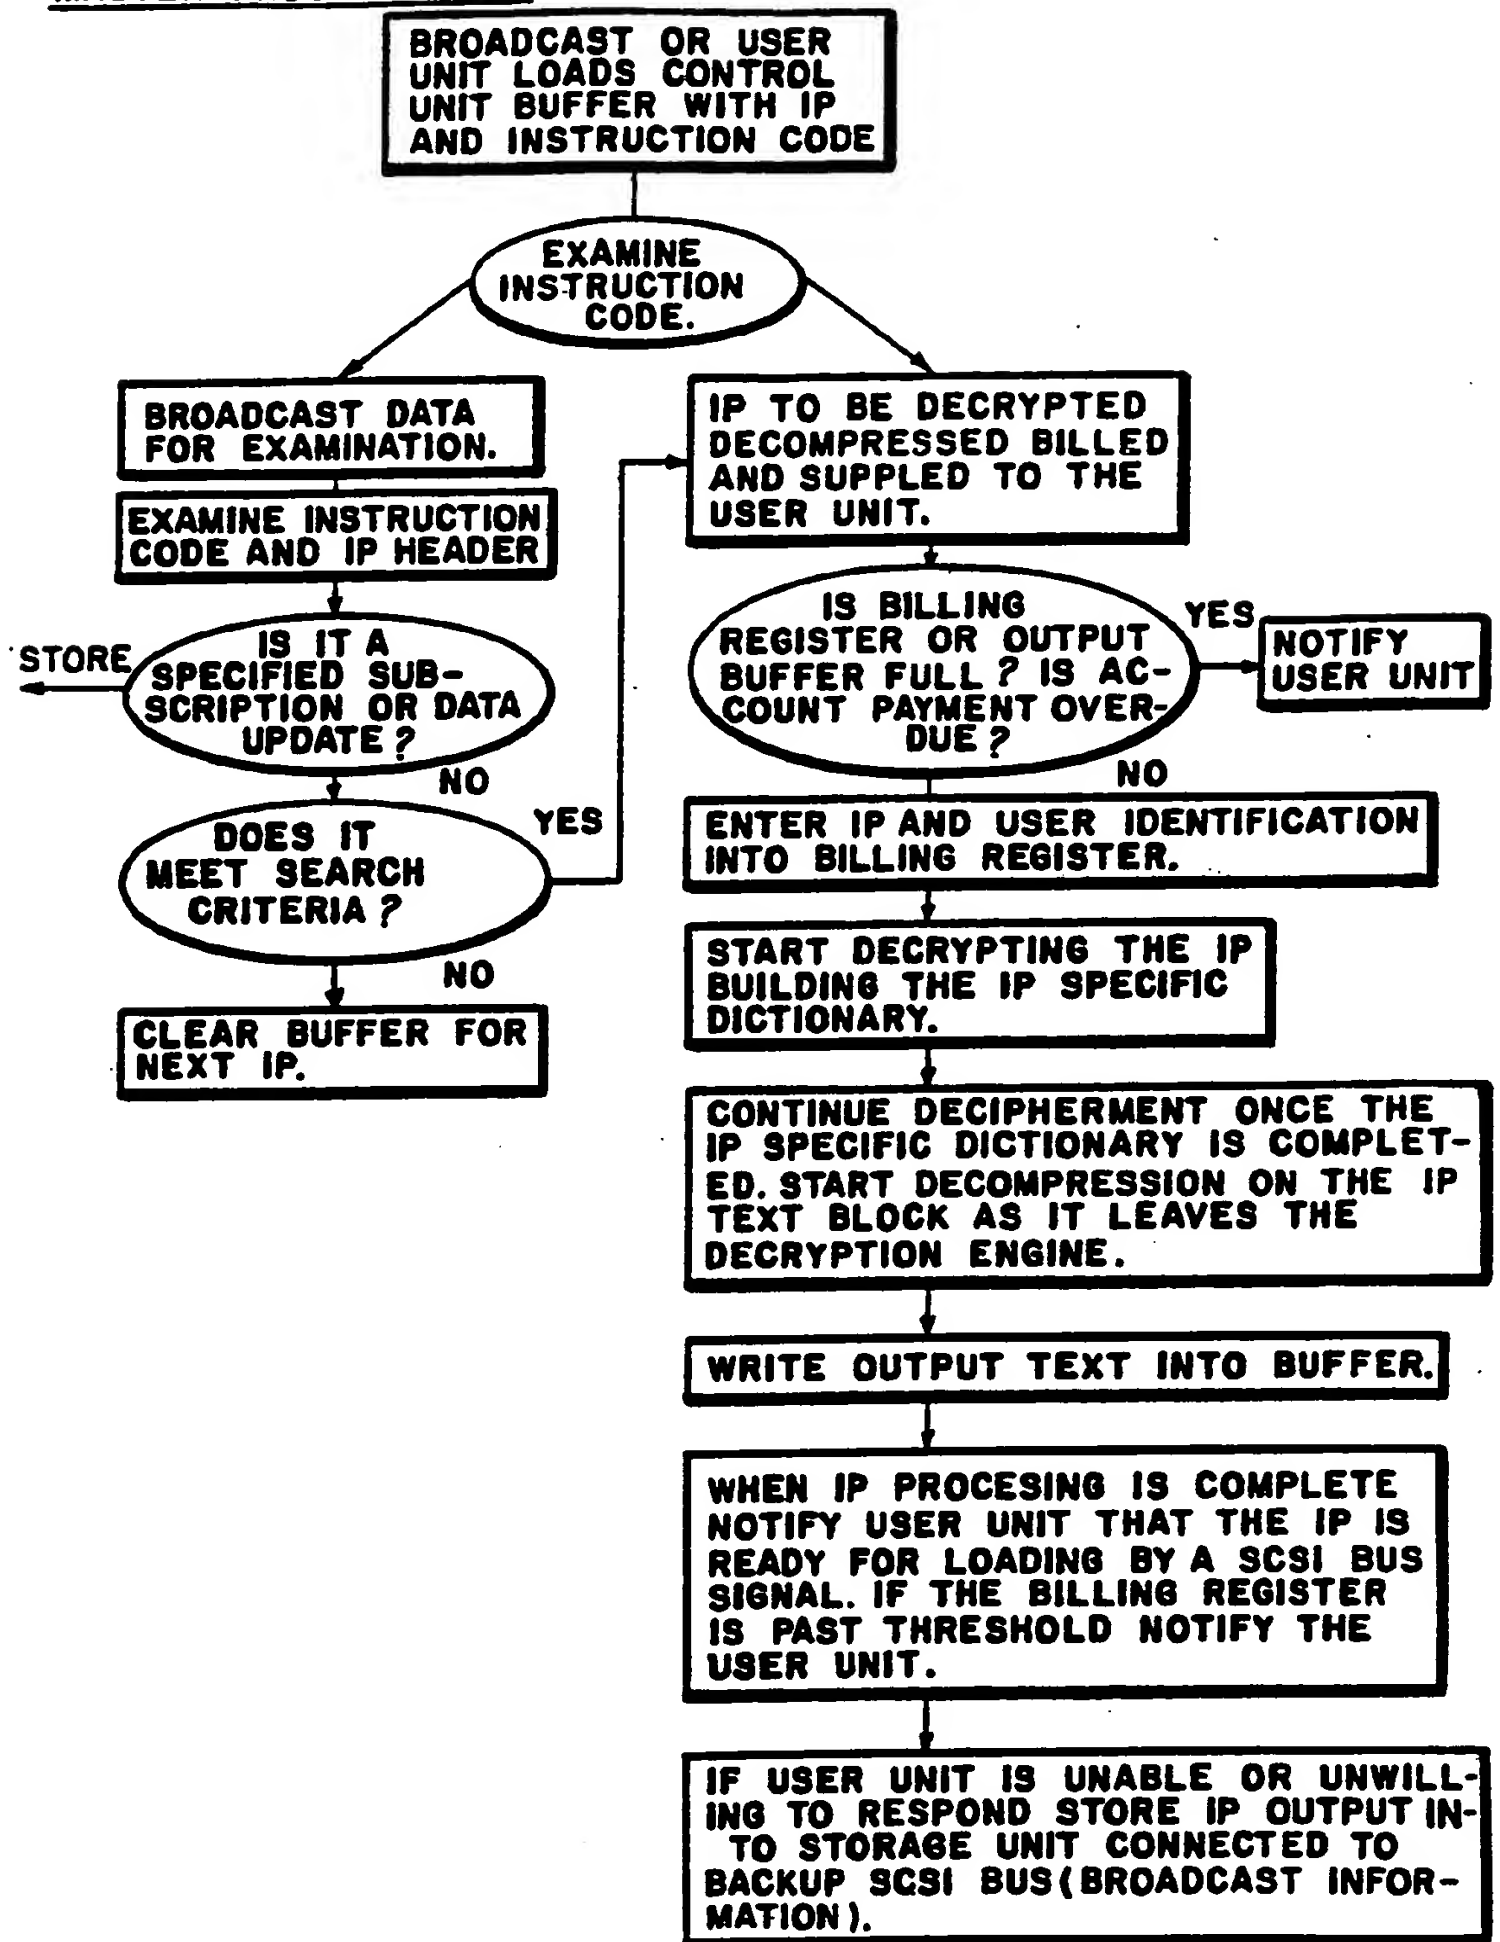 BROADCAST OR USER
UNIT LOADS CONTROL
UNIT BUFFER WITH IP
AND INSTRUCTION CODE
EXAMINE
INSTRUCTION
CODE.
BROADCAST DATA
FOR EXAMINATION.
EXAMINE INSTRUCTION
CODE AND IP HEADER
STORE
IS IT A
SPECIFIED SUB-
SCRIPTION OR DATA
UPDATE?
NO
DOES IT
MEET SEARCH
CRITERIA?
YES
NO
CLEAR BUFFER FOR
NEXT IP.
IP TO BE DECRYPTED
DECOMPRESSED BILLED
AND SUPPLED TO THE
USER UNIT.
IS BILLING
REGISTER OR OUTPUT
BUFFER FULL? IS AC-
COUNT PAYMENT OVER-
DUE?
YES
NOTIFY
USER UNIT
NO
ENTER IP AND USER IDENTIFICATION
INTO BILLING REGISTER.
START DECRYPTING THE IP
BUILDING THE IP SPECIFIC
DICTIONARY.
CONTINUE DECIPHERMENT ONCE THE
IP SPECIFIC DICTIONARY IS COMPLET-
ED. START DECOMPRESSION ON THE IP
TEXT BLOCK AS IT LEAVES THE
DECRYPTION ENGINE.
WRITE OUTPUT TEXT INTO BUFFER.
WHEN IP PROCESING IS COMPLETE
NOTIFY USER UNIT THAT THE IP IS
READY FOR LOADING BY A SCSI BUS
SIGNAL. IF THE BILLING REGISTER
IS PAST THRESHOLD NOTIFY THE
USER UNIT.
IF USER UNIT IS UNABLE OR UNWILL-
ING TO RESPOND STORE IP OUTPUT IN-
TO STORAGE UNIT CONNECTED TO
BACKUP SCSI BUS (BROADCAST INFOR-
MATION).